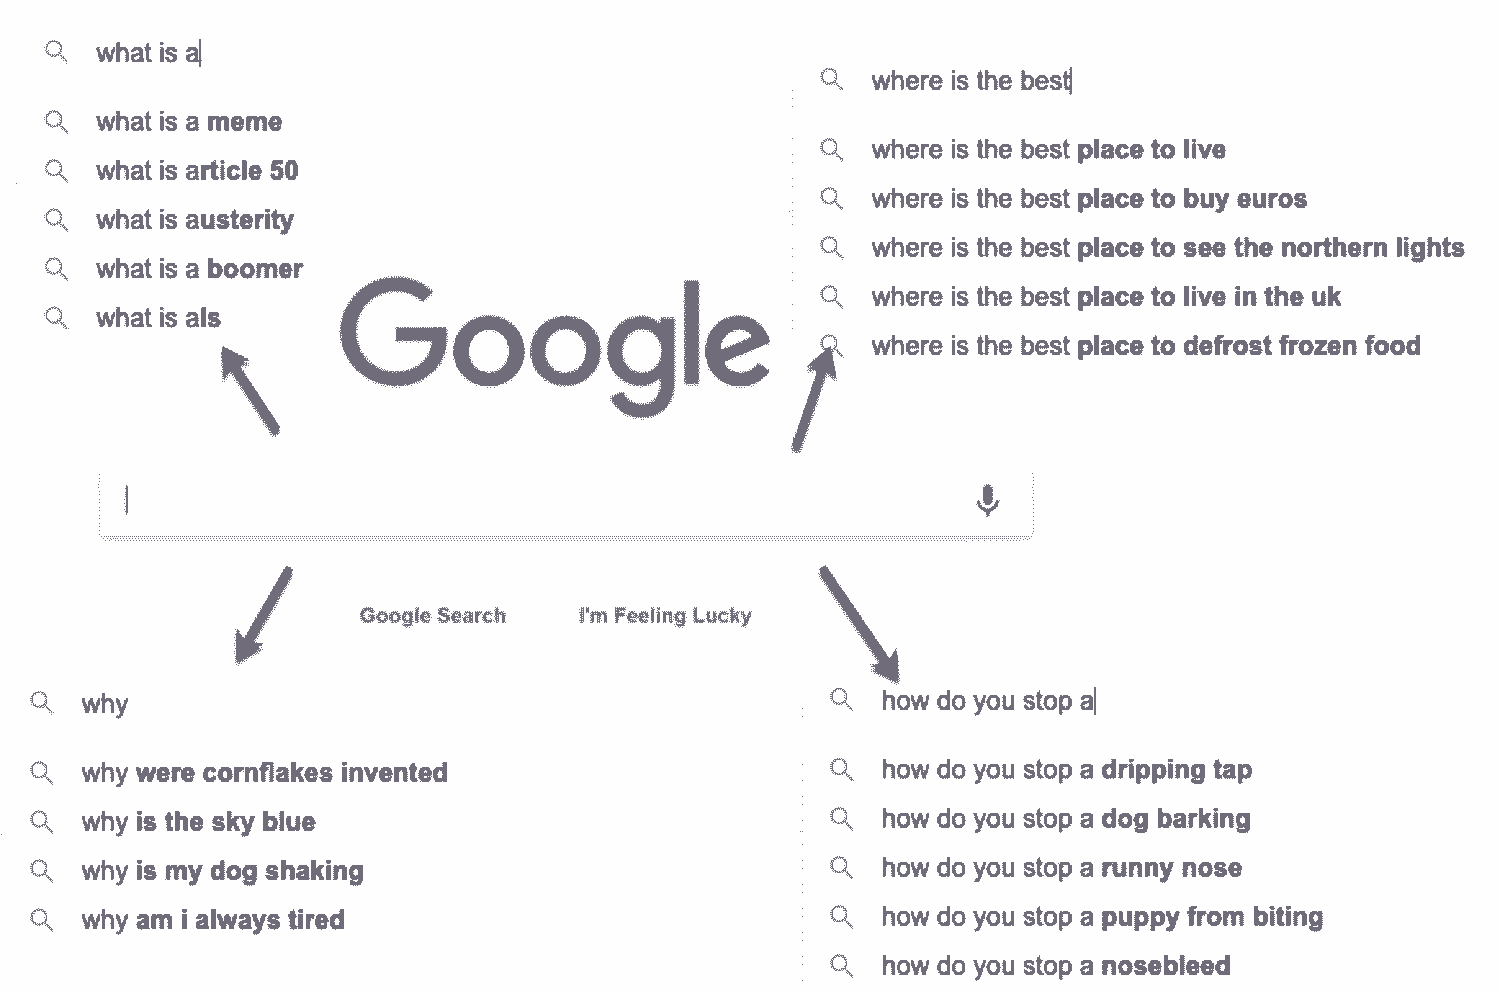 what is a
what is a meme
what is article 50
what is austerity
what is a boomer
what is als
where is the best
where is the best place to live
where is the best place to buy euros
where is the best place to see the northern lights
where is the best place to live in the uk
where is the best place to defrost frozen food
Google
Google Search
I'm Feeling Lucky
why
why were cornflakes invented
why is the sky blue
why is my dog shaking
why am i always tired
how do you stop a
how do you stop a dripping tap
how do you stop a dog barking
how do you stop a runny nose
how do you stop a puppy from biting
how do you stop a nosebleed